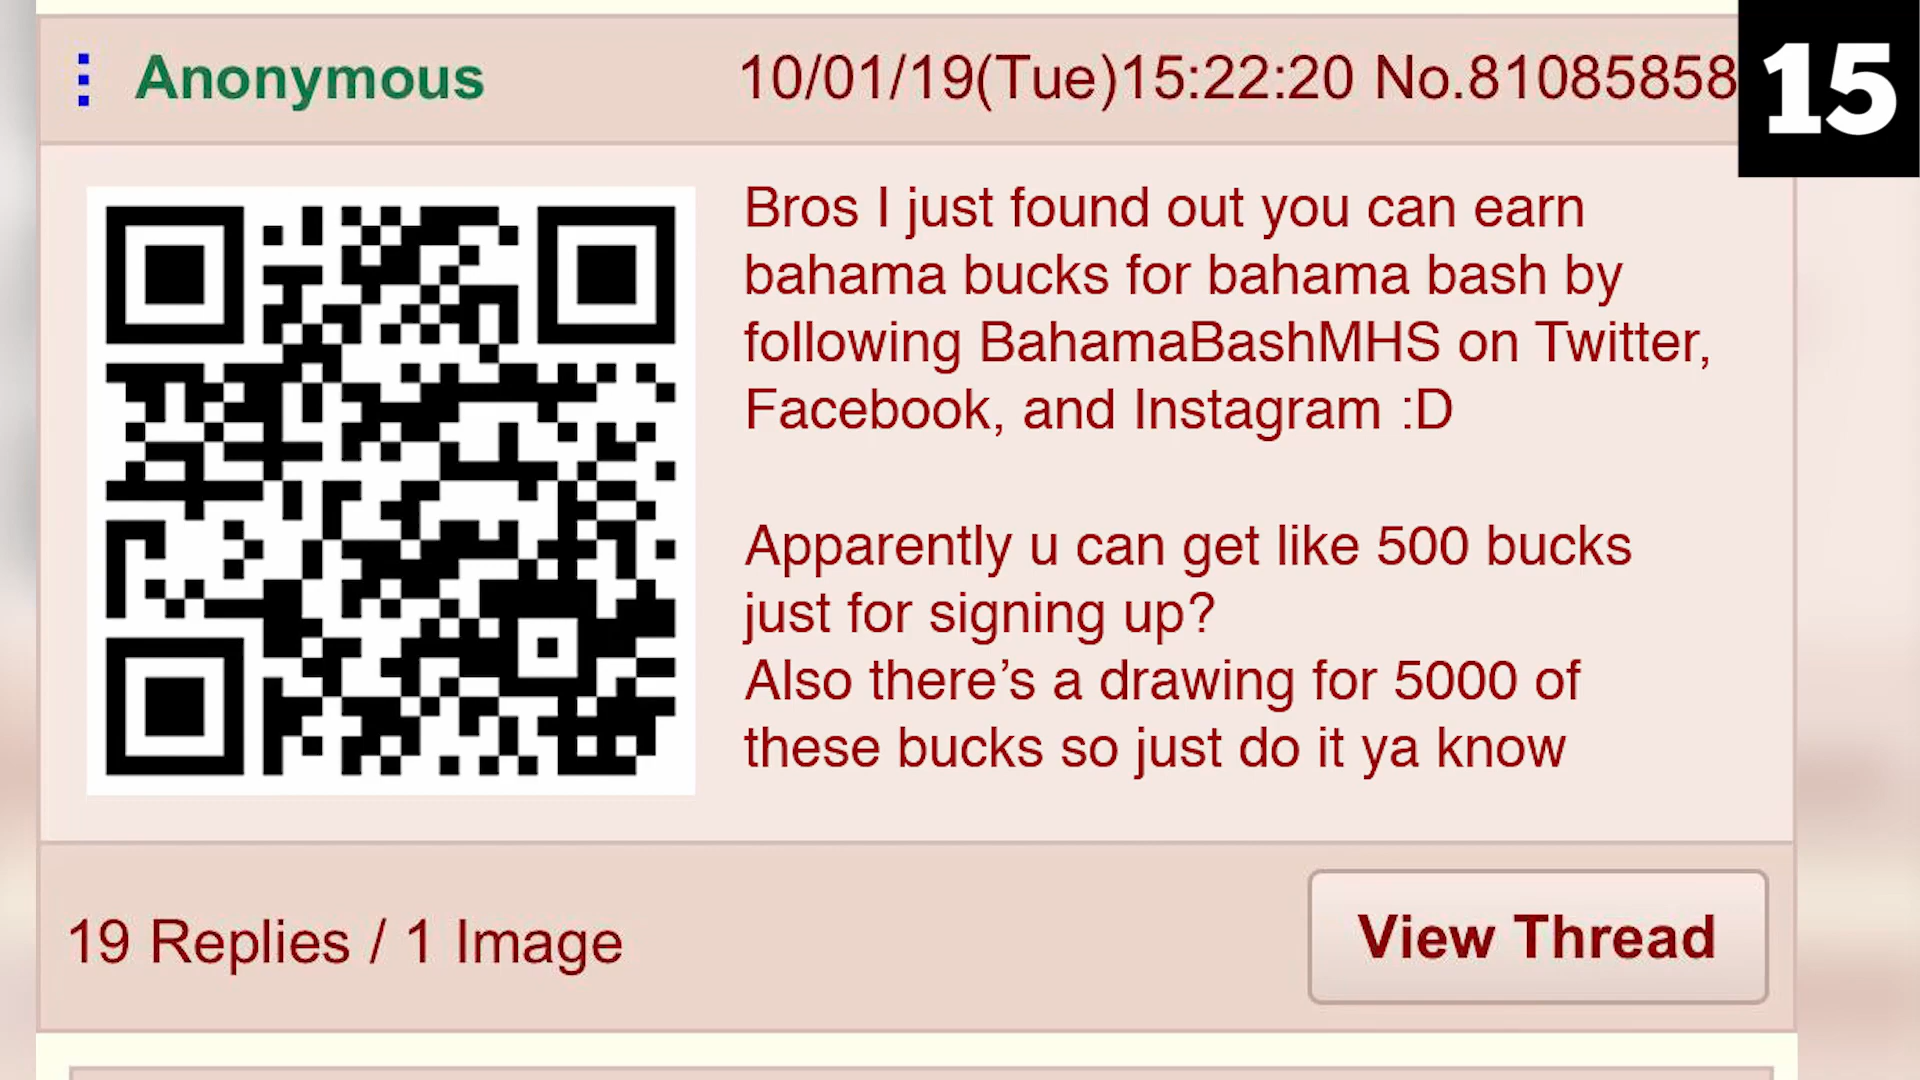 Anonymous 10/01/19(Tue)15:22:20 No.81085858
15
Bros I just found out you can earn
bahama bucks for bahama bash by
following BahamaBashMHS on Twitter,
Facebook, and Instagram :D
Apparently u can get like 500 bucks
just for signing up?
Also there’s a drawing for 5000 of
these bucks so just do it ya know
19 Replies / 1 Image
View Thread